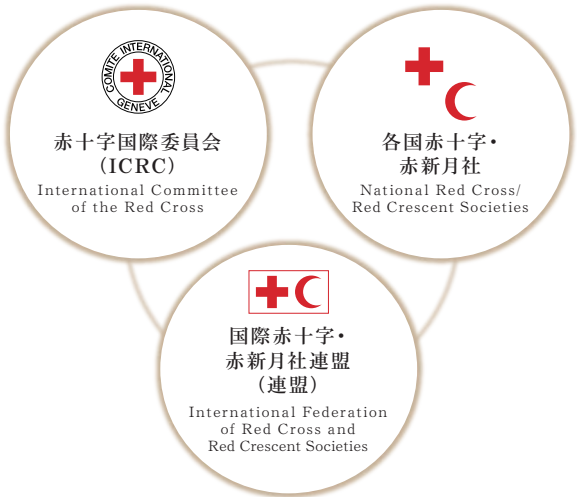 COMITE INTERNATIONAL
GENEVE
赤十字国際委員会
（ICRC）
International Committee
of the Red Cross
各国赤十字・
赤新月社
National Red Cross/
Red Crescent Societies
国際赤十字・
赤新月社連盟
（連盟）
International Federation
of Red Cross and
Red Crescent Societies